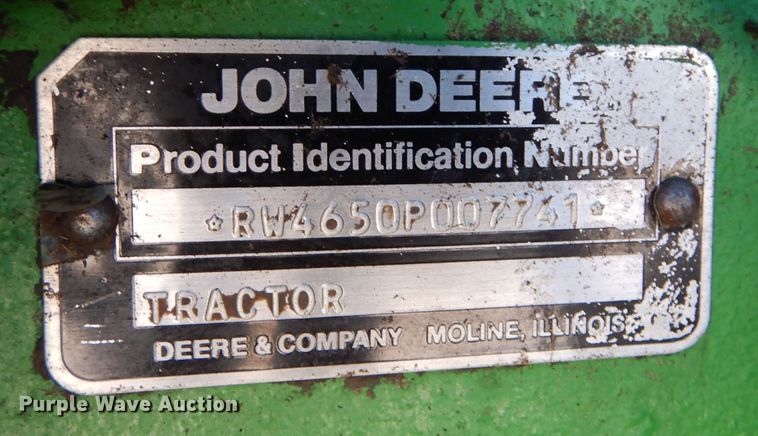 JOHN DEERE
Product Identification Number
*RW4650P007741*
TRACTOR
DEERE & COMPANY MOLINE, ILLINOIS
Purple Wave Auction